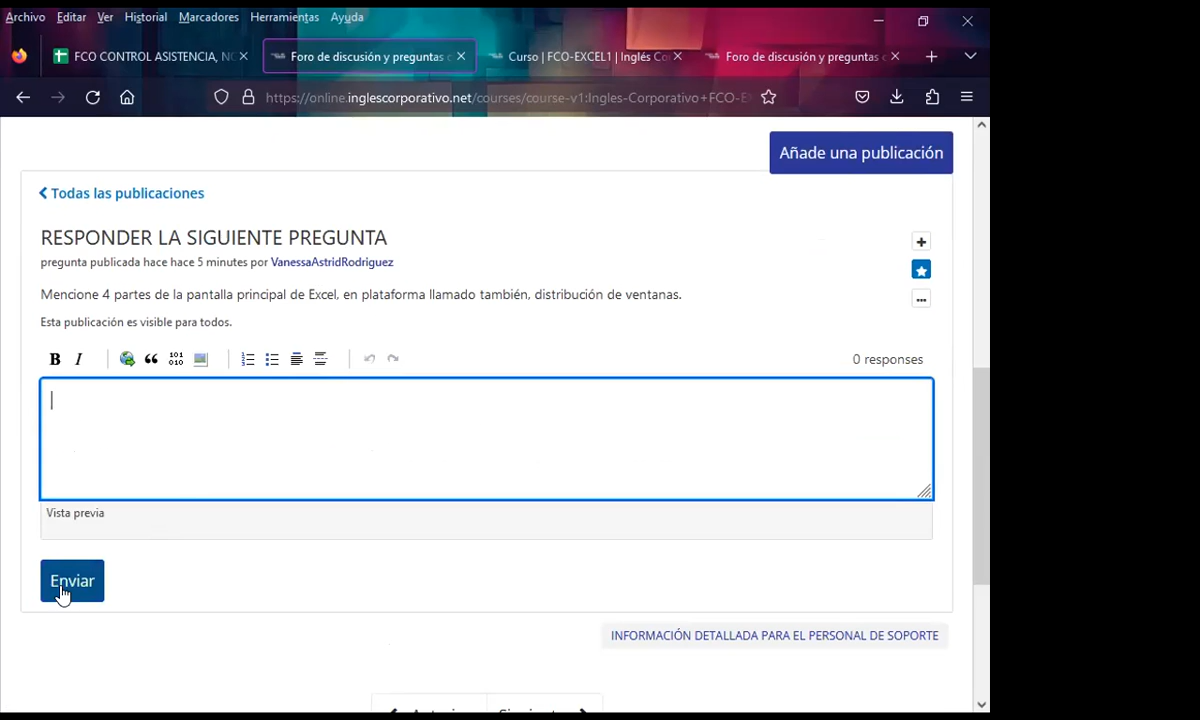 Archivo Editar Ver Historial Marcadores Herramientas Ayuda
FCO CONTROL ASISTENCIA, NO
Foro de discusión y preguntas c
Curso | FCO-EXCEL1 | Inglés Co
Foro de discusión y preguntas c
https://online.inglescorporativo.net/courses/course-v1:Ingles-Corporativo+FCO-E
Añade una publicación
Todas las publicaciones
RESPONDER LA SIGUIENTE PREGUNTA
pregunta publicada hace hace 5 minutes por VanessaAstridRodriguez
Mencione 4 partes de la pantalla principal de Excel, en plataforma llamado también, distribución de ventanas.
Esta publicación es visible para todos.
B I 101 010
0 responses
Vista previa
Enviar
INFORMACIÓN DETALLADA PARA EL PERSONAL DE SOPORTE